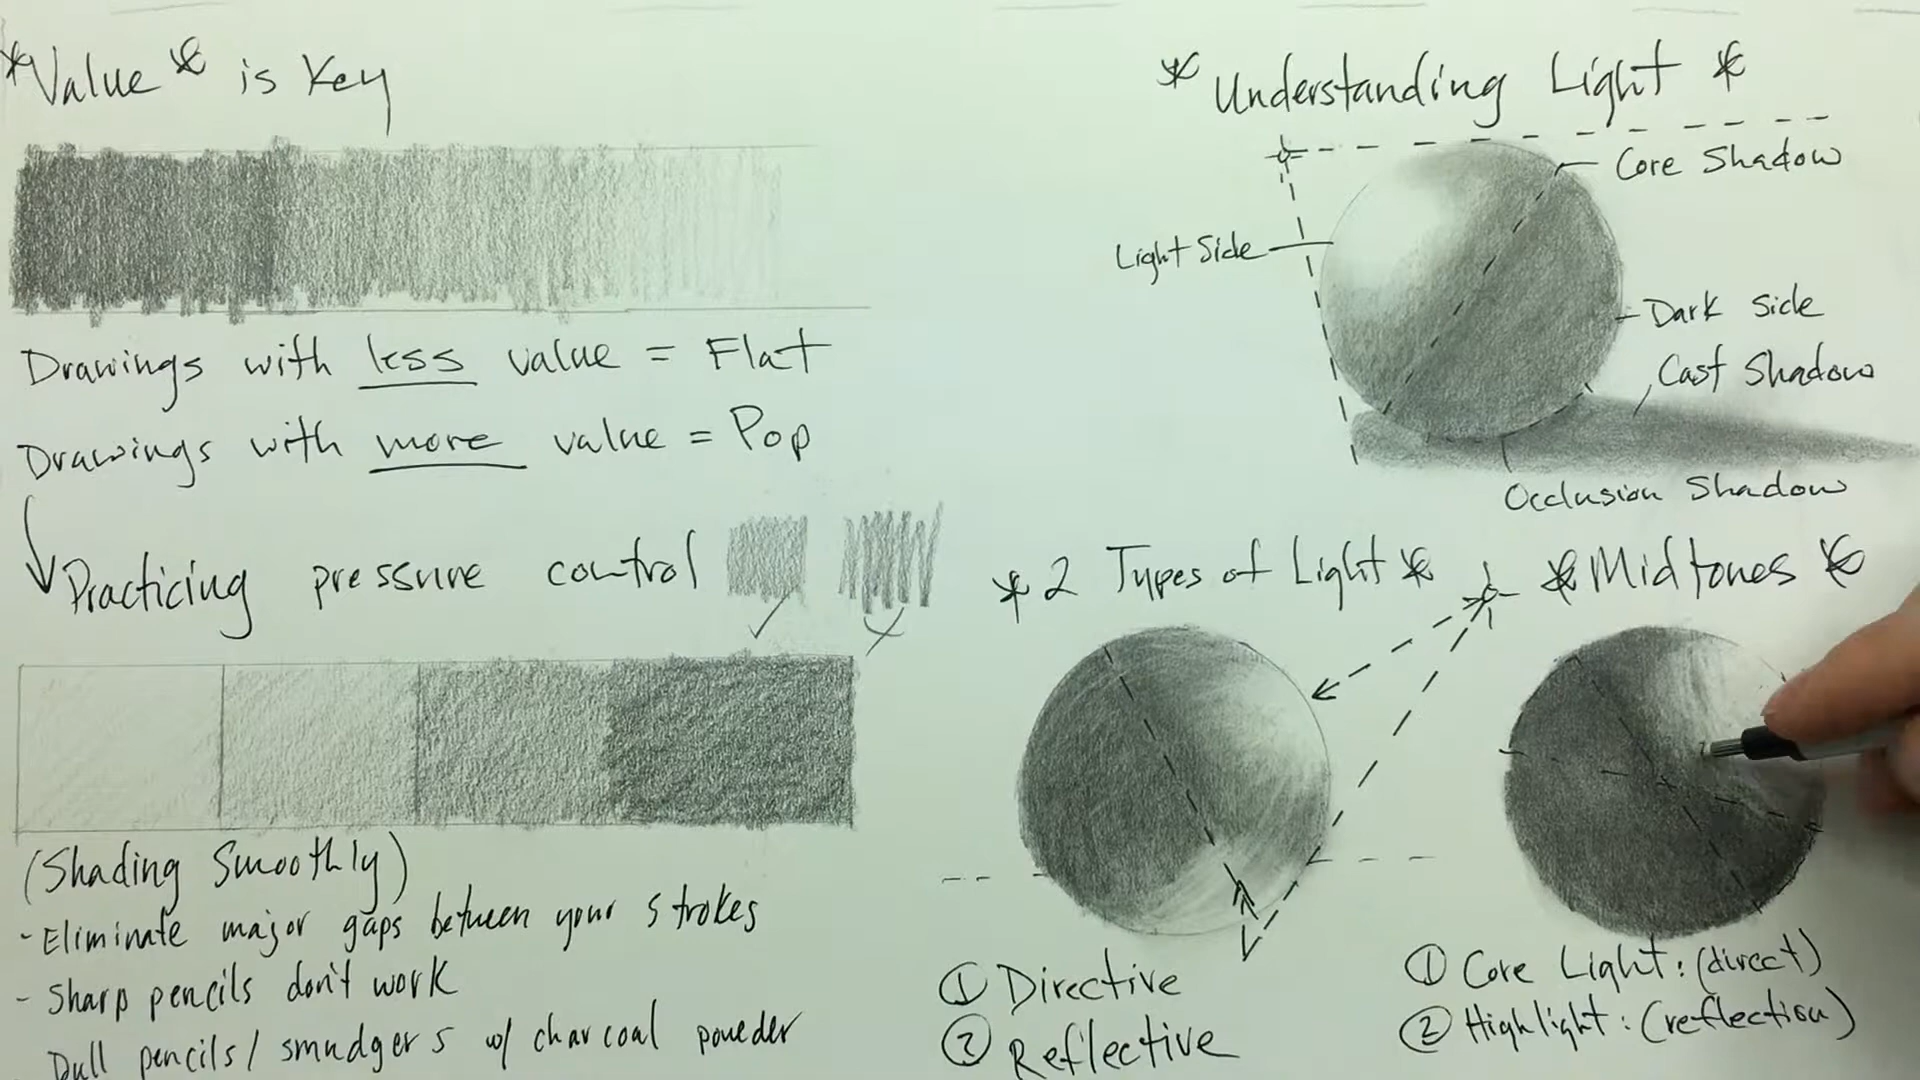 *Value* is Key
Drawings with less value = Flat
Drawings with more value = Pop
Practicing pressure control
(Shading Smoothly)
- Eliminate major gaps between your strokes
- Sharp pencils don't work
Dull pencils/ smudgers w/ charcoal powder
* Understanding Light *
Core Shadow
Light Side
Dark Side
Cast Shadow
Occlusion Shadow
* 2 Types of Light *
① Directive
② Reflective
* Midtones *
① Core Light: (direct)
② Highlight: (reflection)